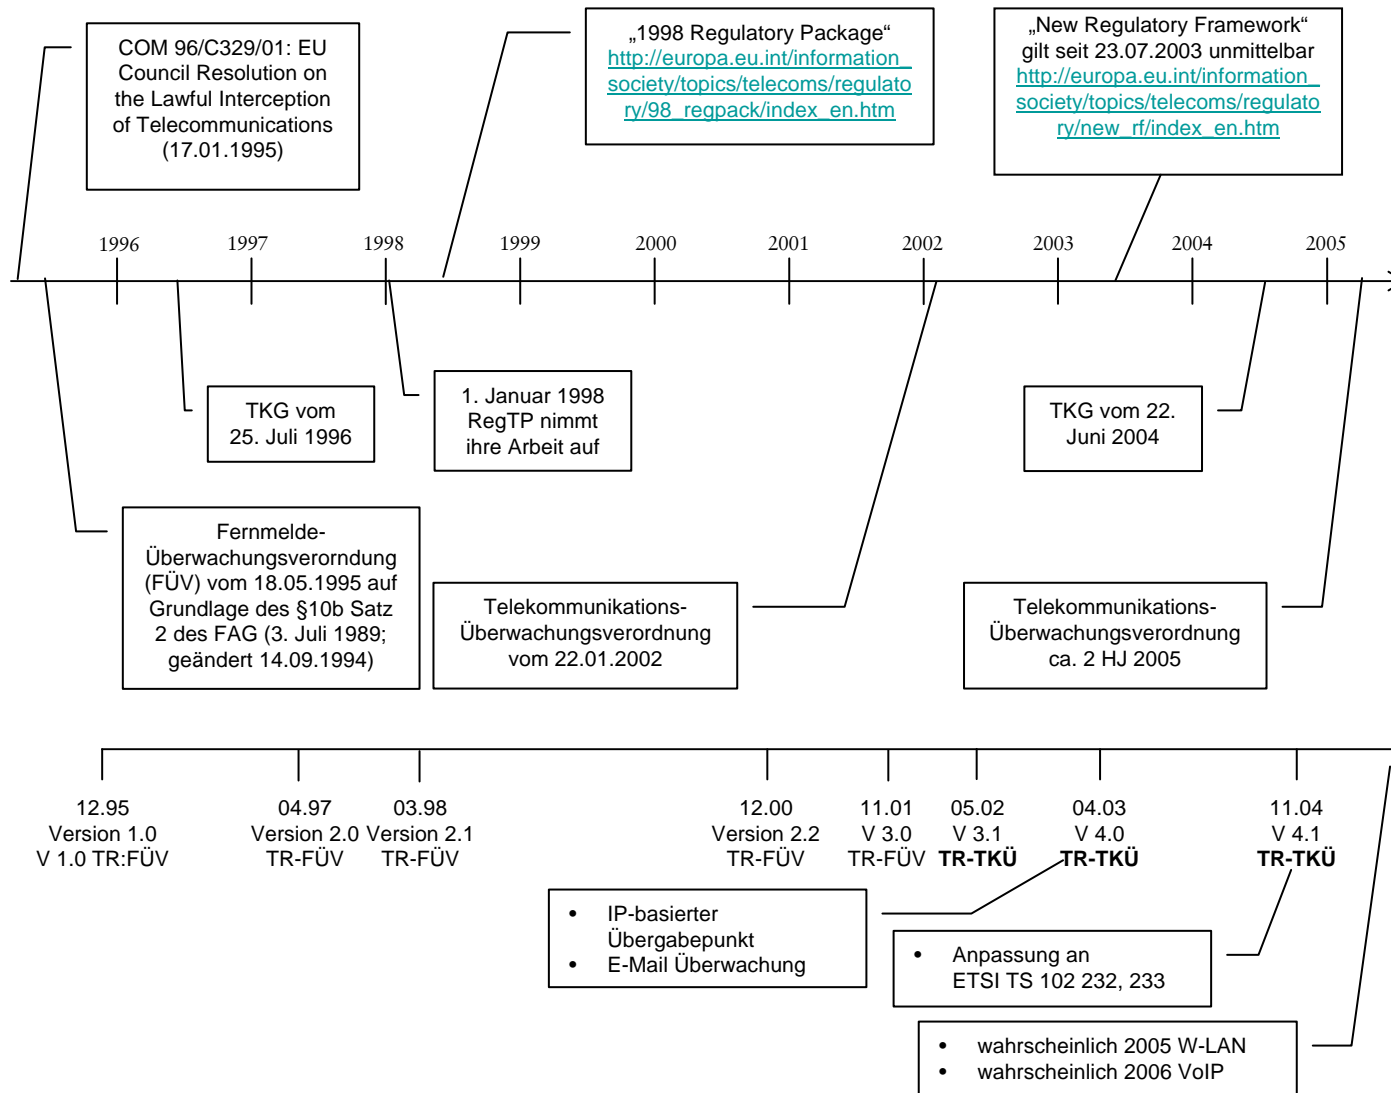 COM 96/C329/01: EU
Council Resolution on
the Lawful Interception
of Telecommunications
(17.01.1995)
„1998 Regulatory Package“
http://europa.eu.int/information_
society/topics/telecoms/regulato
ry/98_regpack/index_en.htm
„New Regulatory Framework“
gilt seit 23.07.2003 unmittelbar
http://europa.eu.int/information_
society/topics/telecoms/regulato
ry/new_rf/index_en.htm
1996
1997
1998
1999
2000
2001
2002
2003
2004
2005
TKG vom
25. Juli 1996
1. Januar 1998
RegTP nimmt
ihre Arbeit auf
TKG vom 22.
Juni 2004
Fernmelde-
Überwachungsverorndung
(FÜV) vom 18.05.1995 auf
Grundlage des §10b Satz
2 des FAG (3. Juli 1989;
geändert 14.09.1994)
Telekommunikations-
Überwachungsverordnung
vom 22.01.2002
Telekommunikations-
Überwachungsverordnung
ca. 2 HJ 2005
12.95
Version 1.0
V 1.0 TR:FÜV
04.97
Version 2.0
TR-FÜV
03.98
Version 2.1
TR-FÜV
12.00
Version 2.2
TR-FÜV
11.01
V 3.0
TR-FÜV
05.02
V 3.1
TR-TKÜ
04.03
V 4.0
TR-TKÜ
11.04
V 4.1
TR-TKÜ
• IP-basierter
Übergabepunkt
• E-Mail Überwachung
• Anpassung an
ETSI TS 102 232, 233
• wahrscheinlich 2005 W-LAN
• wahrscheinlich 2006 VoIP